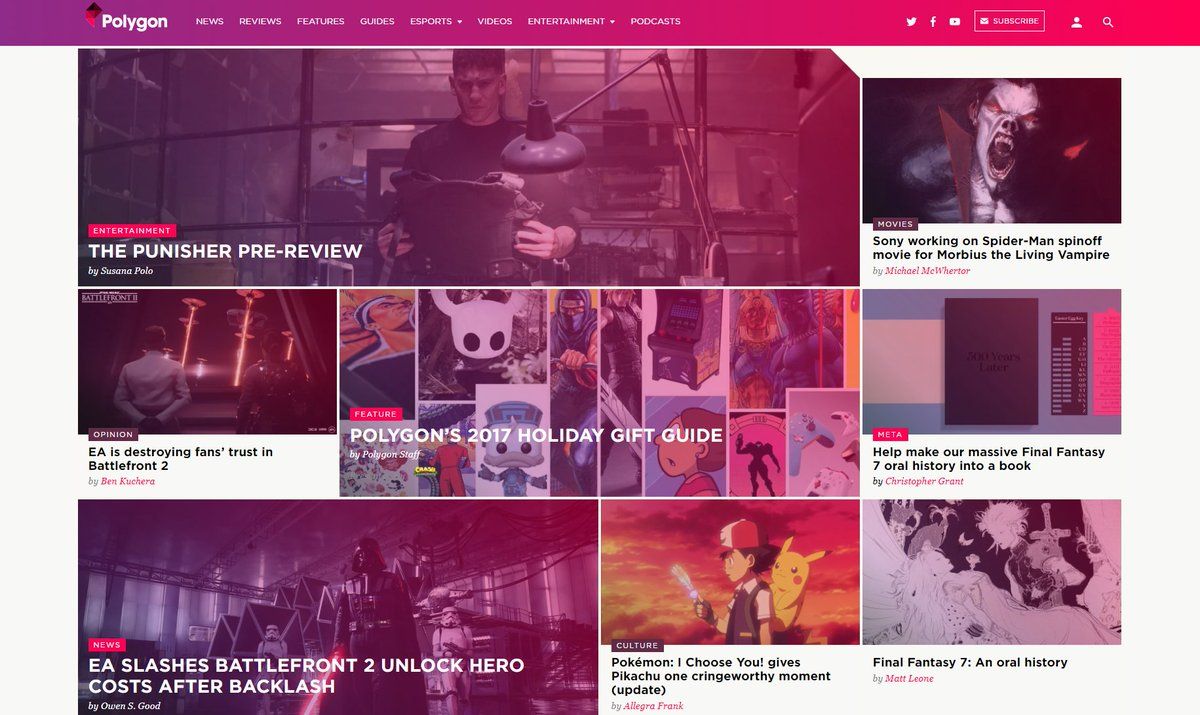 Polygon
NEWS REVIEWS FEATURES GUIDES ESPORTS VIDEOS ENTERTAINMENT PODCASTS SUBSCRIBE
ENTERTAINMENT
THE PUNISHER PRE-REVIEW
by Susana Polo
MOVIES
Sony working on Spider-Man spinoff
movie for Morbius the Living Vampire
by Michael McWhertor
BATTLEFRONT II
OPINION
EA is destroying fans’ trust in
Battlefront 2
by Ben Kuchera
FEATURE
POLYGON’S 2017 HOLIDAY GIFT GUIDE
by Polygon Staff
CRASH
500 Years
Later
Easter Egg Key
META
Help make our massive Final Fantasy
7 oral history into a book
by Christopher Grant
NEWS
EA SLASHES BATTLEFRONT 2 UNLOCK HERO
COSTS AFTER BACKLASH
by Owen S. Good
CULTURE
Pokémon: I Choose You! gives
Pikachu one cringeworthy moment
(update)
by Allegra Frank
Final Fantasy 7: An oral history
by Matt Leone